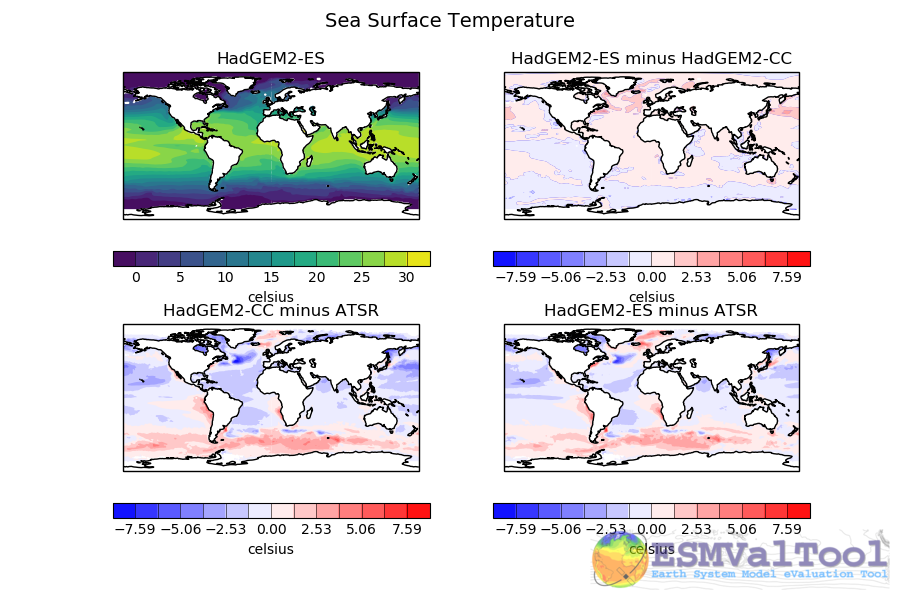 Sea Surface Temperature
HadGEM2-ES
HadGEM2-ES minus HadGEM2-CC
0 5 10 15 20 25 30
celsius
−7.59 −5.06 −2.53 0.00 2.53 5.06 7.59
celsius
HadGEM2-CC minus ATSR
HadGEM2-ES minus ATSR
−7.59 −5.06 −2.53 0.00 2.53 5.06 7.59
celsius
−7.59 −5.06 −2.53 0.00 2.53 5.06 7.59
celsius
ESMValTool
Earth System Model eValuation Tool